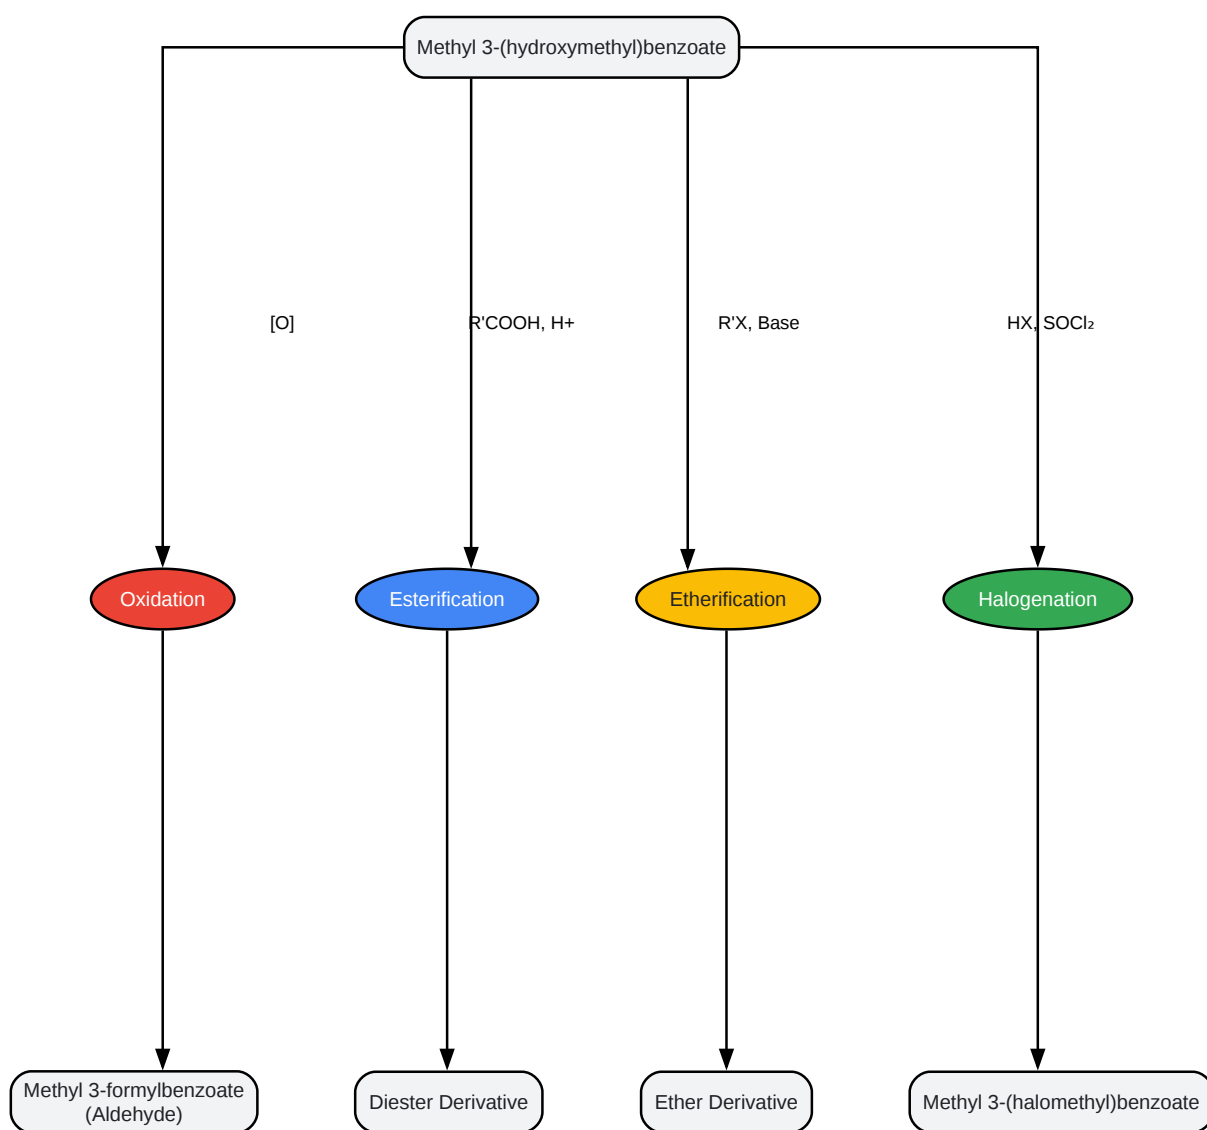 Methyl 3-(hydroxymethyl)benzoate
[O]
R'COOH, H+
R'X, Base
HX, SOCl₂
Oxidation
Esterification
Etherification
Halogenation
Methyl 3-formylbenzoate
(Aldehyde)
Diester Derivative
Ether Derivative
Methyl 3-(halomethyl)benzoate